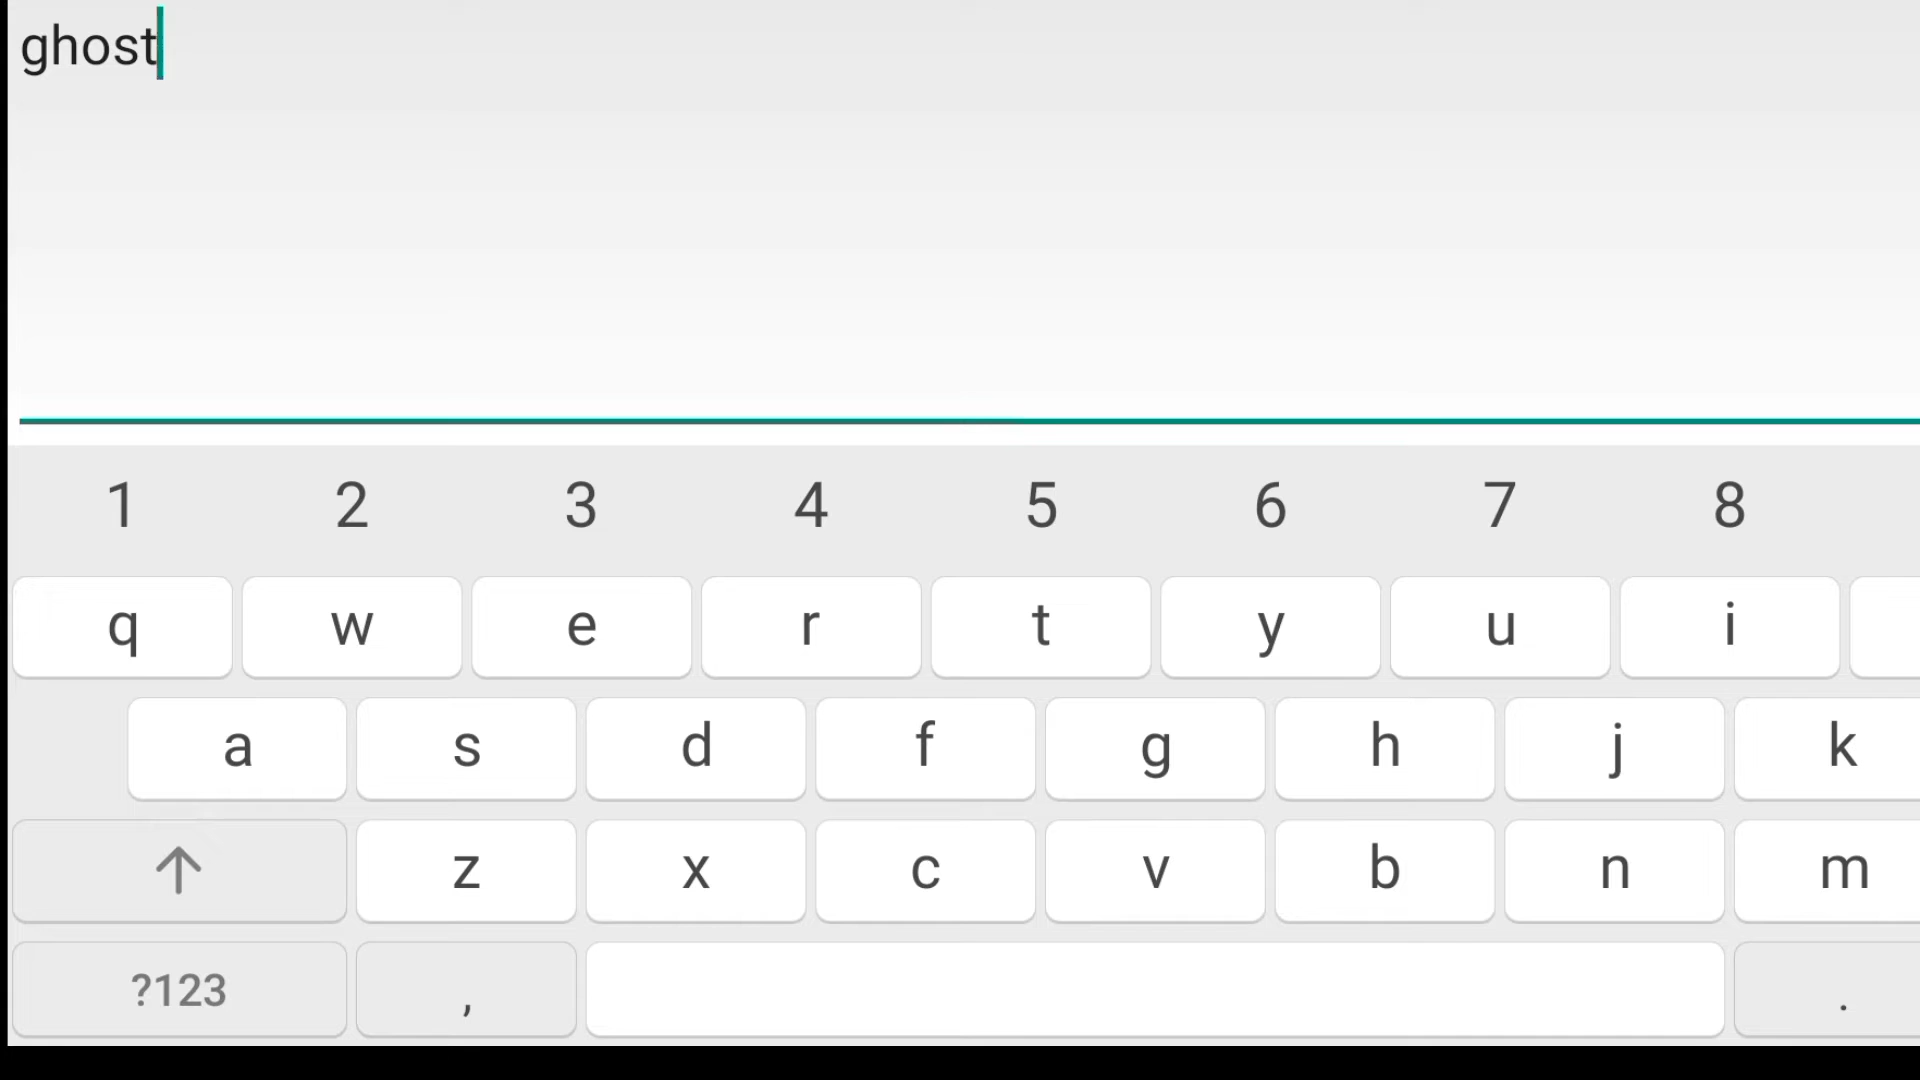 ghost
1 2 3 4 5 6 7 8
q w e r t y u i
a s d f g h j k
z x c v b n m
?123 , .